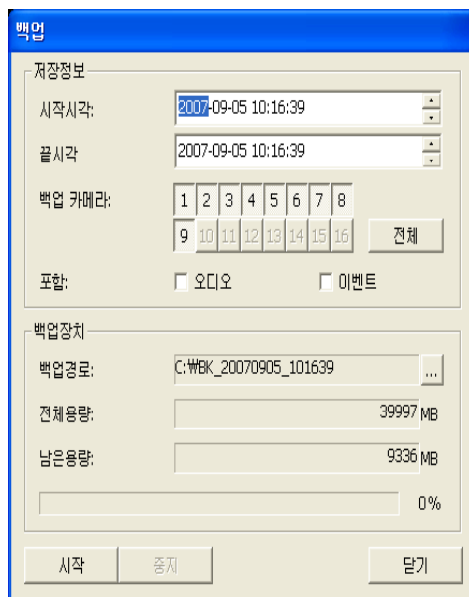 백업
저장정보
시작시각: 2007-09-05 10:16:39
끝시각 2007-09-05 10:16:39
백업 카메라: 1 2 3 4 5 6 7 8
9 10 11 12 13 14 15 16 전체
포함: 오디오 이벤트
백업장치
백업경로: C:₩BK_20070905_101639 ...
전체용량: 39997 MB
남은용량: 9336 MB
0%
시작 중지 닫기